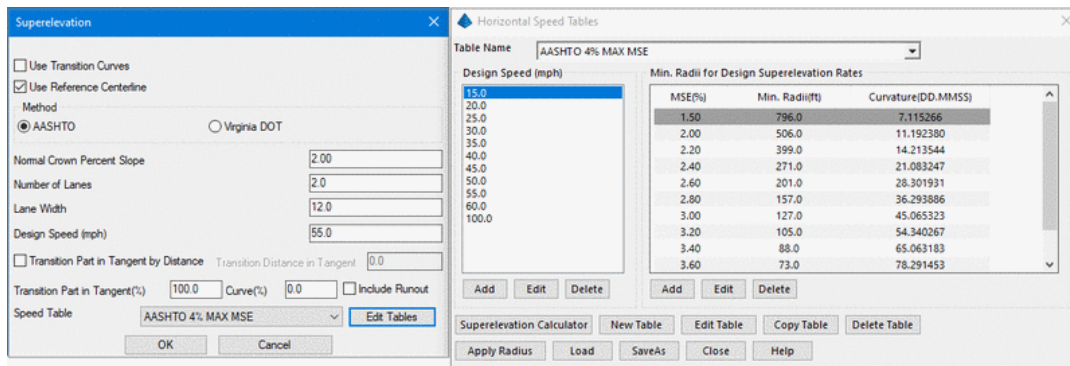 Superelevation
Use Transition Curves
Use Reference Centerline
Method
AASHTO Virginia DOT
Normal Crown Percent Slope 2.00
Number of Lanes 2.0
Lane Width 12.0
Design Speed (mph) 55.0
Transition Part in Tangent by Distance Transition Distance in Tangent 0.0
Transition Part in Tangent(%) 100.0 Curve(%) 0.0 Include Runout
Speed Table AASHTO 4% MAX MSE Edit Tables
OK Cancel
Horizontal Speed Tables
Table Name AASHTO 4% MAX MSE
Design Speed (mph)
15.0
20.0
25.0
30.0
35.0
40.0
45.0
50.0
55.0
60.0
100.0
Add Edit Delete
Min. Radii for Design Superelevation Rates
MSE(%) Min. Radii(ft) Curvature(DD.MMSS)
1.50 796.0 7.115266
2.00 506.0 11.192380
2.20 399.0 14.213544
2.40 271.0 21.083247
2.60 201.0 28.301931
2.80 157.0 36.293886
3.00 127.0 45.065323
3.20 105.0 54.340267
3.40 88.0 65.063183
3.60 73.0 78.291453
Add Edit Delete
Superelevation Calculator New Table Edit Table Copy Table Delete Table
Apply Radius Load SaveAs Close Help